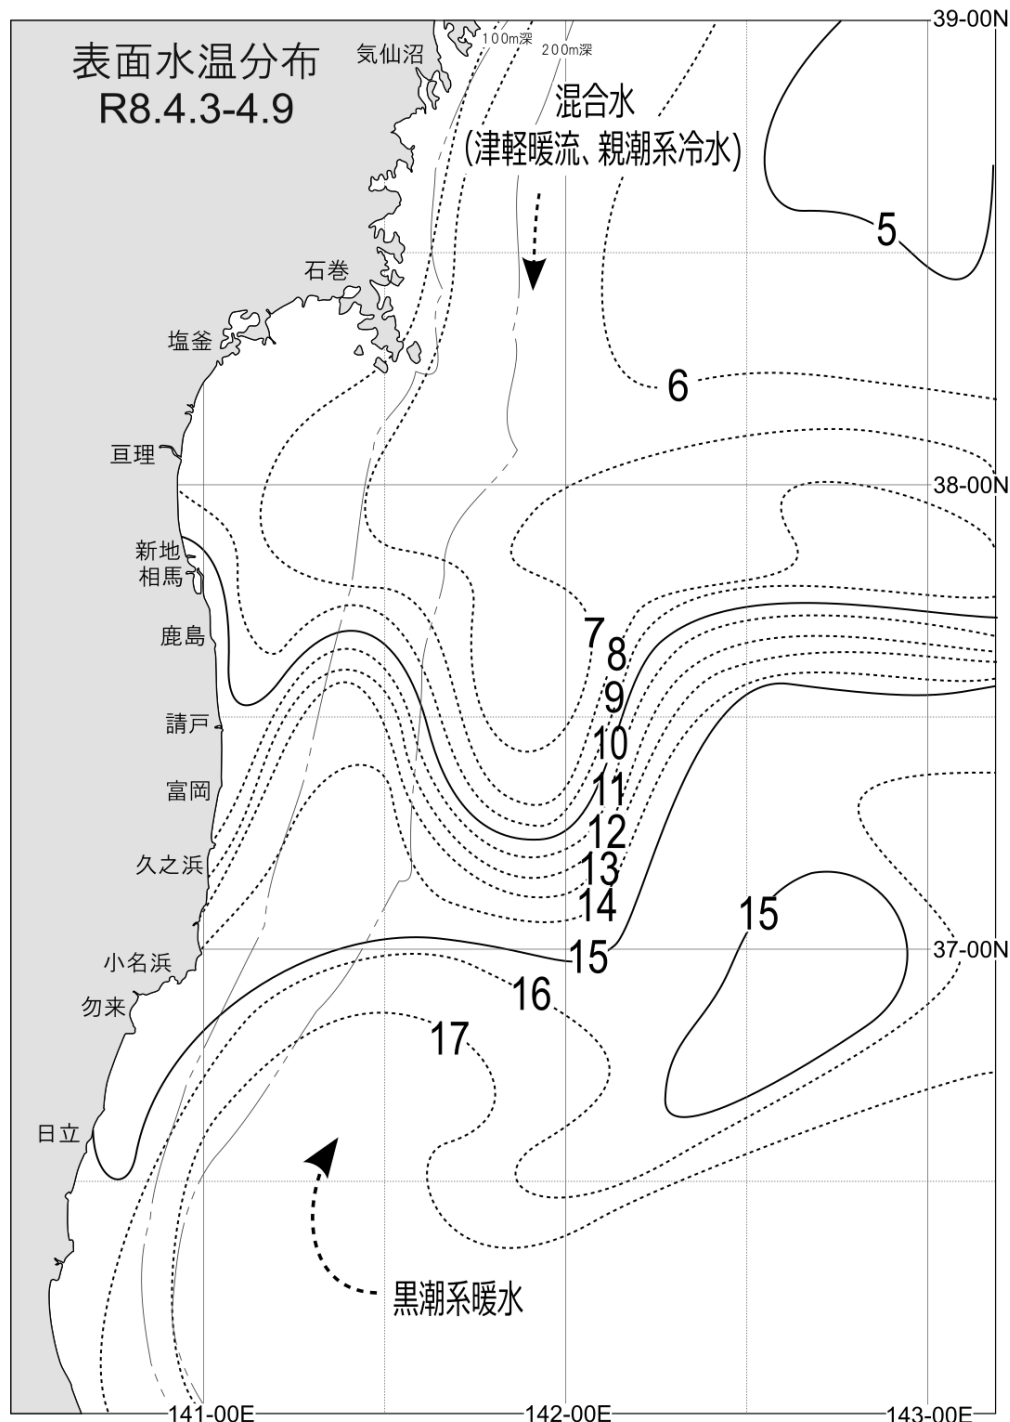 39-00N
100m深
200m深
表面水温分布
R8.4.3-4.9
気仙沼
混合水
(津軽暖流、親潮系冷水)
5
石巻
塩釜
6
亘理
38-00N
新地
相馬
鹿島
7
8
9
請戸
10
富岡
11
12
久之浜
13
14
15
15
37-00N
小名浜
16
勿来
17
日立
黒潮系暖水
141-00E
142-00E
143-00E